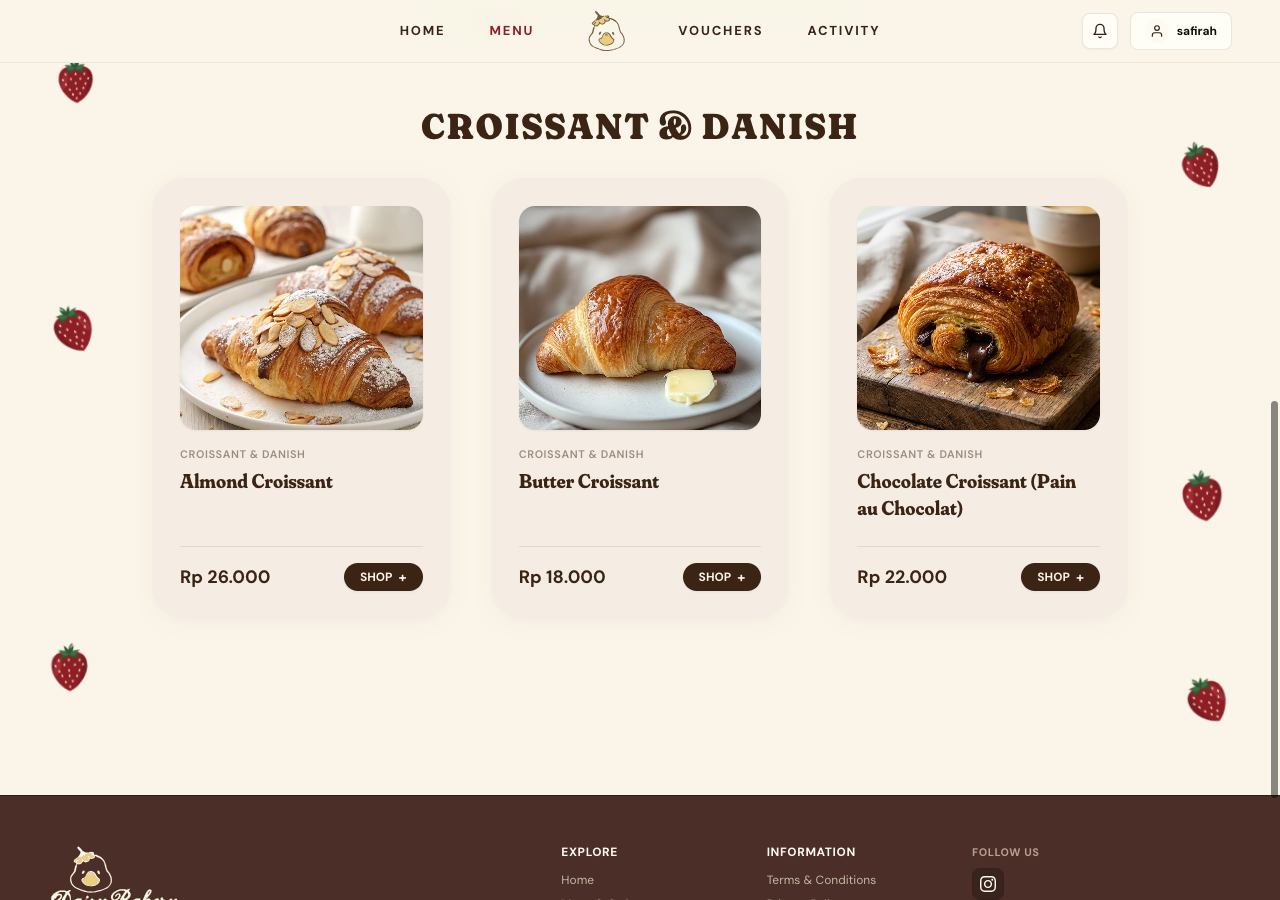 HOME
MENU
VOUCHERS
ACTIVITY
safirah
CROISSANT & DANISH
CROISSANT & DANISH
Almond Croissant
Rp 26.000
SHOP +
CROISSANT & DANISH
Butter Croissant
Rp 18.000
SHOP +
CROISSANT & DANISH
Chocolate Croissant (Pain
au Chocolat)
Rp 22.000
SHOP +
Daisy Bakery
EXPLORE
Home
INFORMATION
Terms & Conditions
FOLLOW US